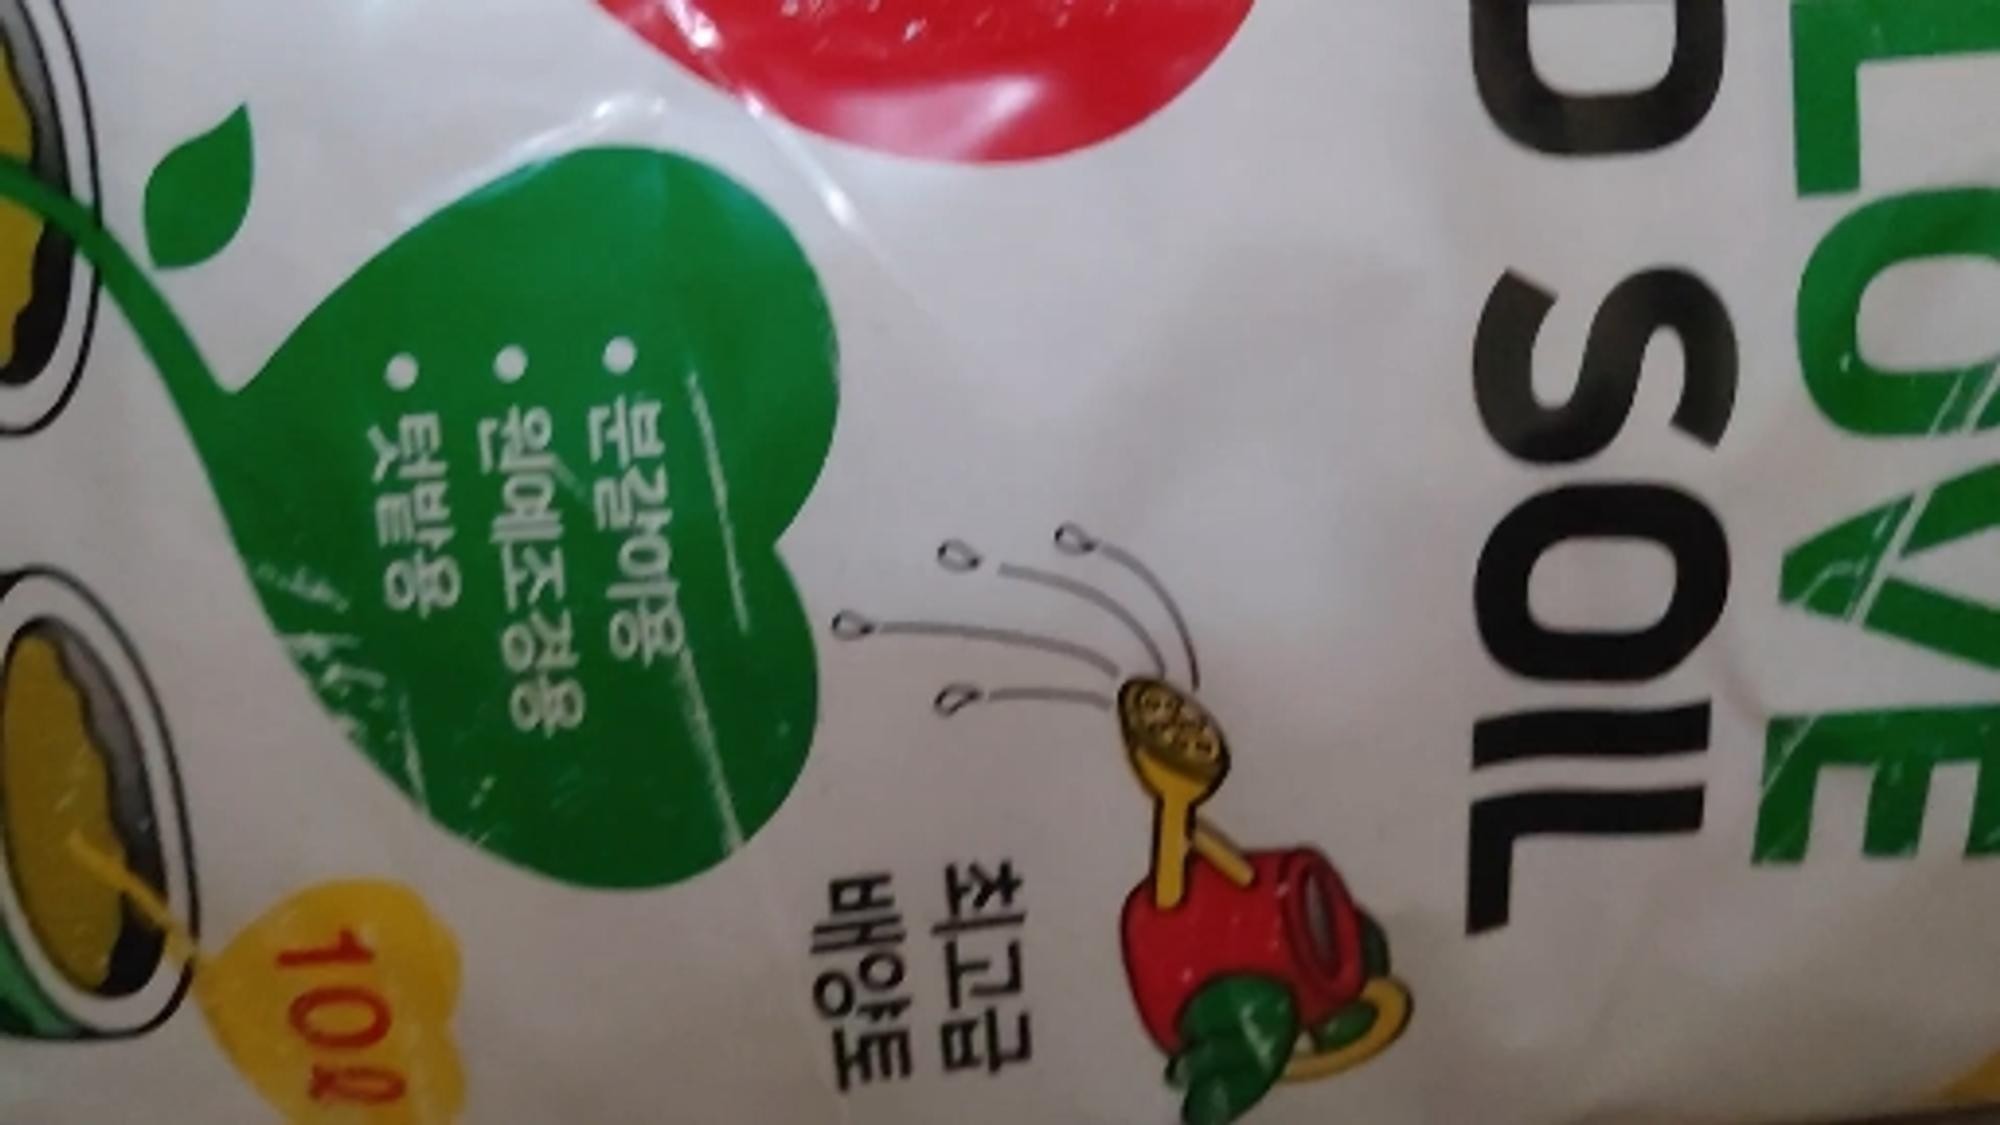 LOVE
D SOIL
최고급
배양토
• 분갈이용
• 원예조경용
• 텃밭용
10ℓ